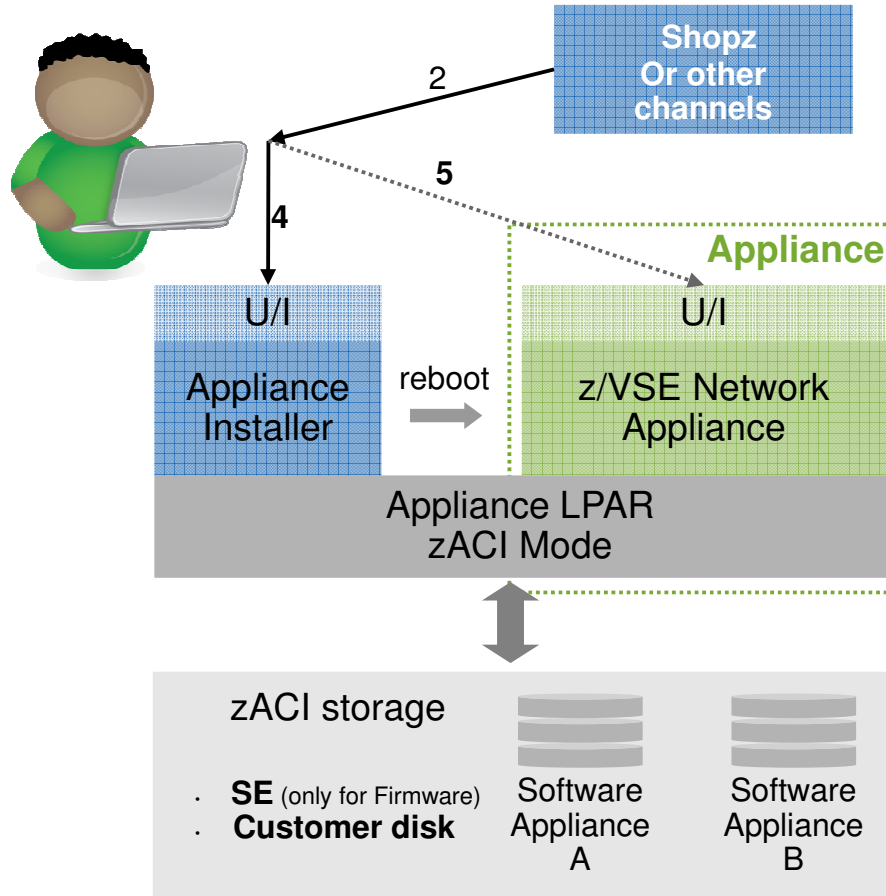 Shopz
Or other
channels
2
5
4
Appliance
U/I
U/I
Appliance
Installer
reboot
z/VSE Network
Appliance
Appliance LPAR
zACI Mode
zACI storage
· SE (only for Firmware)
· Customer disk
Software
Appliance
A
Software
Appliance
B